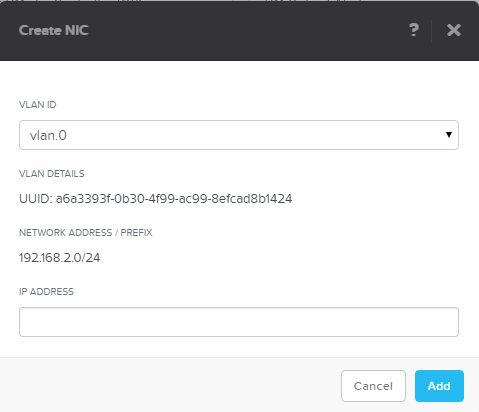 Create NIC
?
VLAN ID
vlan.0
VLAN DETAILS
UUID: a6a3393f-0b30-4f99-ac99-8efcad8b1424
NETWORK ADDRESS / PREFIX
192.168.2.0/24
IP ADDRESS
Cancel
Add